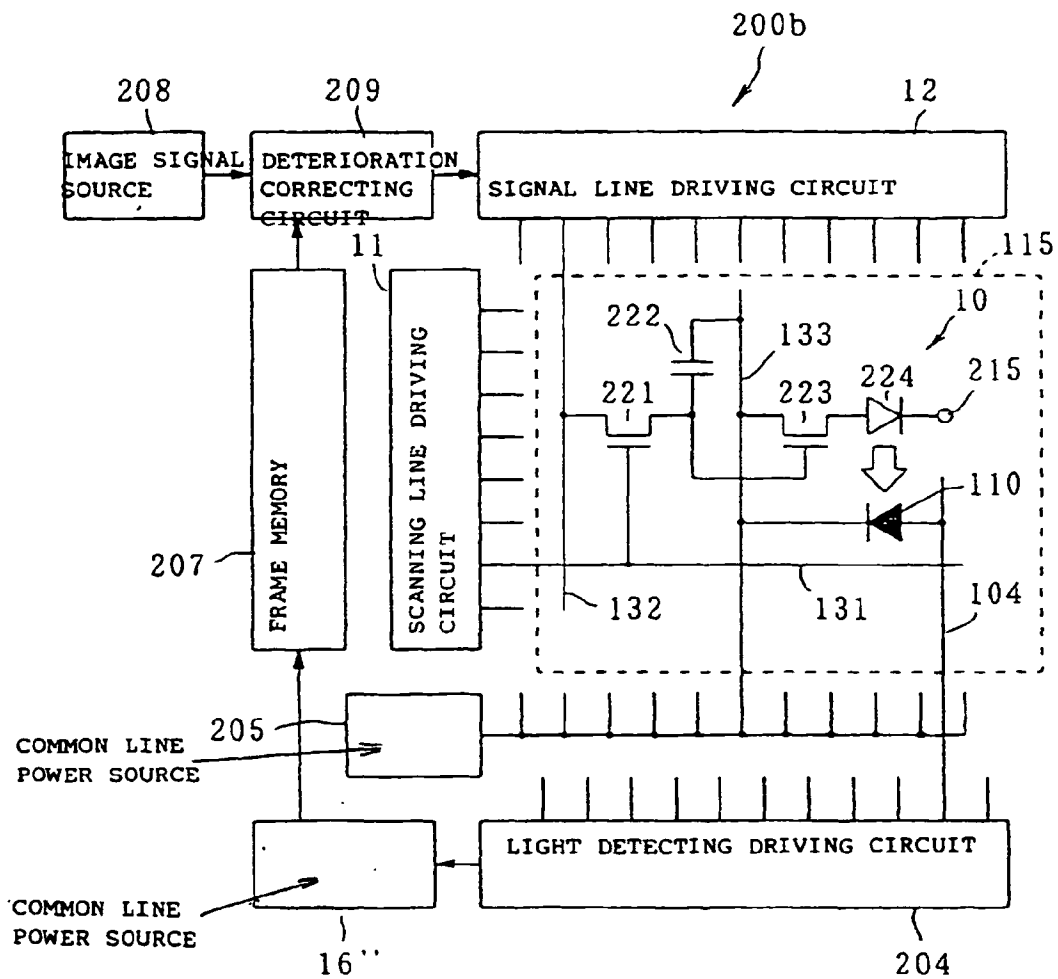 200b
208
209
12
IMAGE SIGNAL
SOURCE
DETERIORATION
CORRECTING
CIRCUIT
SIGNAL LINE DRIVING CIRCUIT
11
115
10
222
133
221
223
224
215
110
FRAME MEMORY
SCANNING LINE DRIVING
CIRCUIT
207
132
131
104
205
COMMON LINE
POWER SOURCE
LIGHT DETECTING DRIVING CIRCUIT
COMMON LINE
POWER SOURCE
16''
204